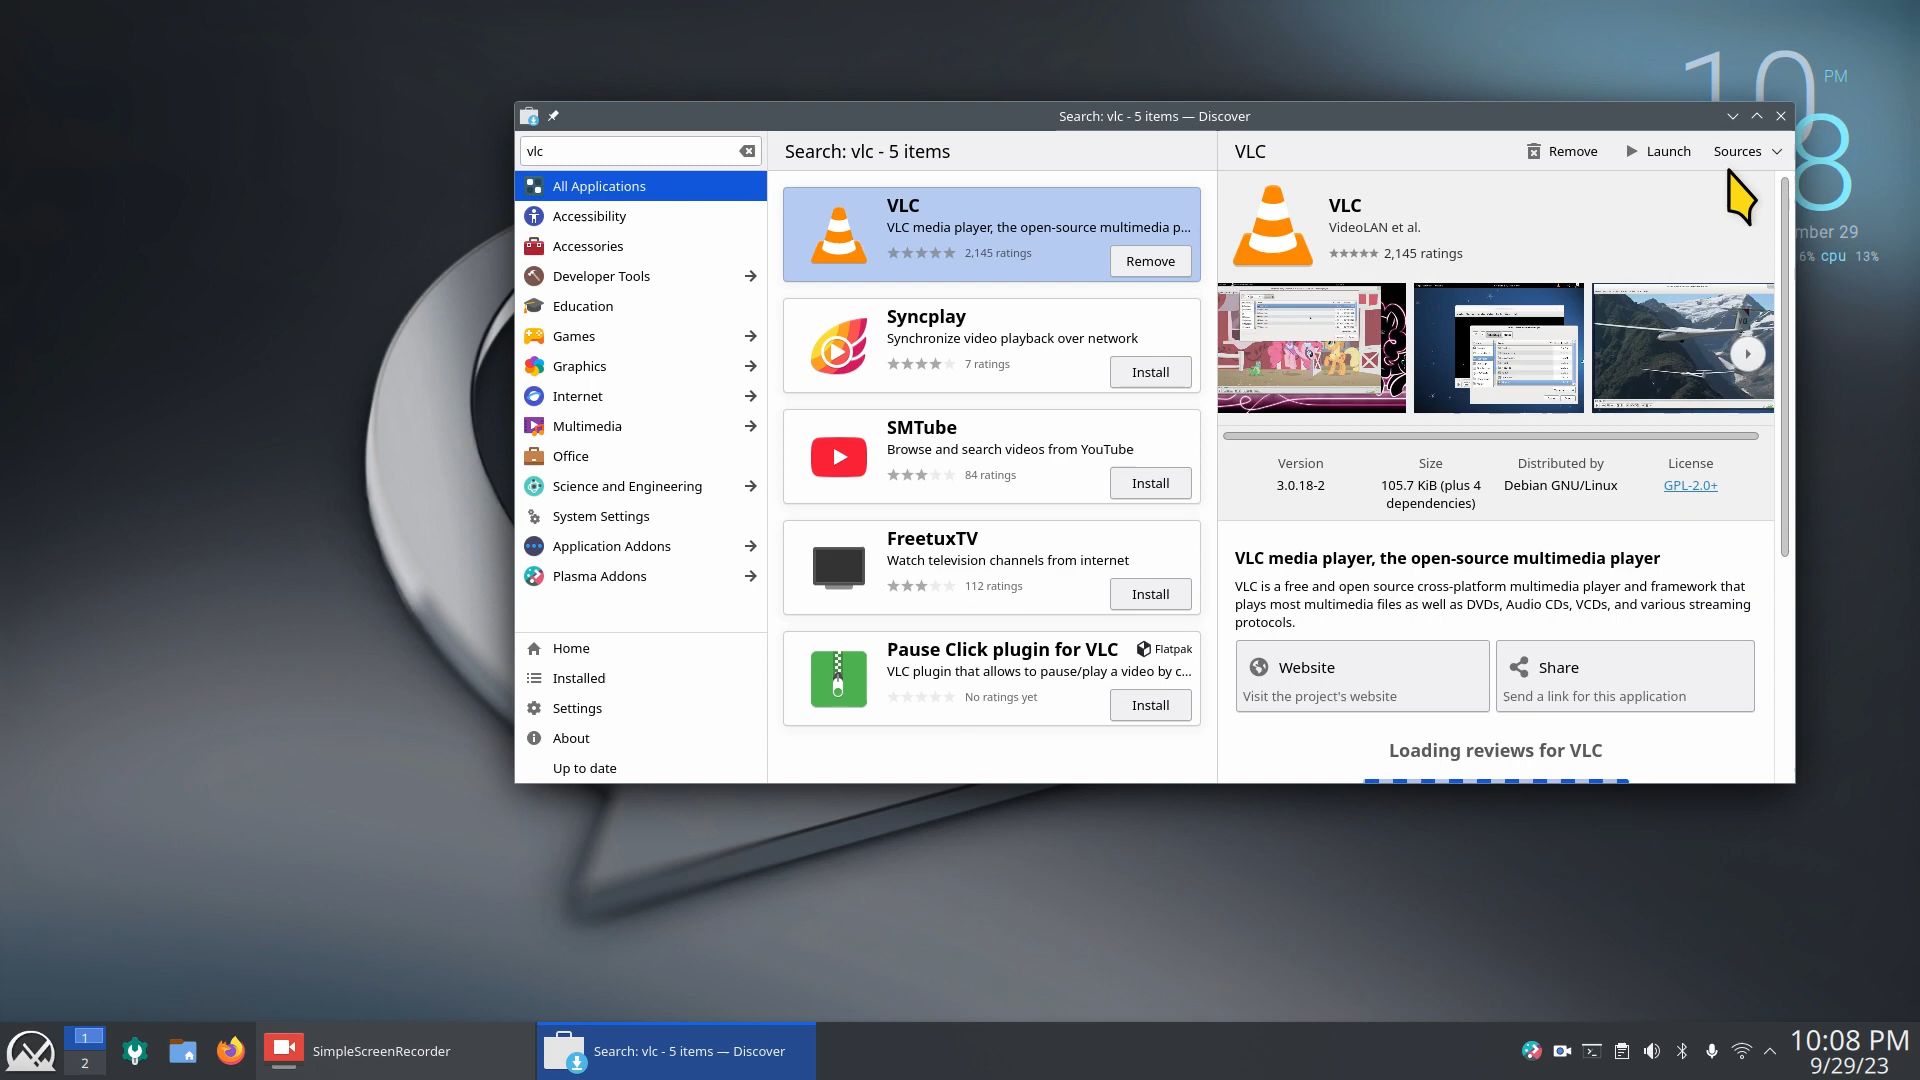 10 PM
8
mber 29
6% cpu 13%
Search: vlc - 5 items — Discover
vlc
Search: vlc - 5 items
VLC
Remove
Launch
Sources
All Applications
Accessibility
Accessories
Developer Tools
Education
Games
Graphics
Internet
Multimedia
Office
Science and Engineering
System Settings
Application Addons
Plasma Addons
Home
Installed
Settings
About
Up to date
VLC
VLC media player, the open-source multimedia p...
2,145 ratings
Remove
Syncplay
Synchronize video playback over network
7 ratings
Install
SMTube
Browse and search videos from YouTube
84 ratings
Install
FreetuxTV
Watch television channels from internet
112 ratings
Install
Pause Click plugin for VLC
Flatpak
VLC plugin that allows to pause/play a video by c...
No ratings yet
Install
VLC
VideoLAN et al.
2,145 ratings
Version
3.0.18-2
Size
105.7 KiB (plus 4
dependencies)
Distributed by
Debian GNU/Linux
License
GPL-2.0+
VLC media player, the open-source multimedia player
VLC is a free and open source cross-platform multimedia player and framework that
plays most multimedia files as well as DVDs, Audio CDs, VCDs, and various streaming
protocols.
Website
Visit the project's website
Share
Send a link for this application
Loading reviews for VLC
1
2
SimpleScreenRecorder
Search: vlc - 5 items — Discover
10:08 PM
9/29/23